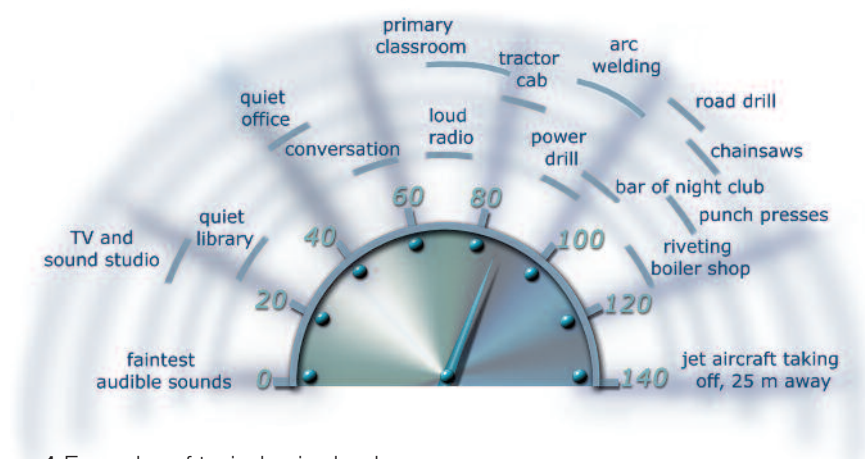 primary
classroom
tractor
cab
arc
welding
quiet
office
road drill
loud
radio
conversation
power
drill
chainsaws
bar of night club
60
80
punch presses
TV and
sound studio
quiet
library
40
100
riveting
boiler shop
20
120
faintest
audible sounds
0
140
jet aircraft taking
off, 25 m away